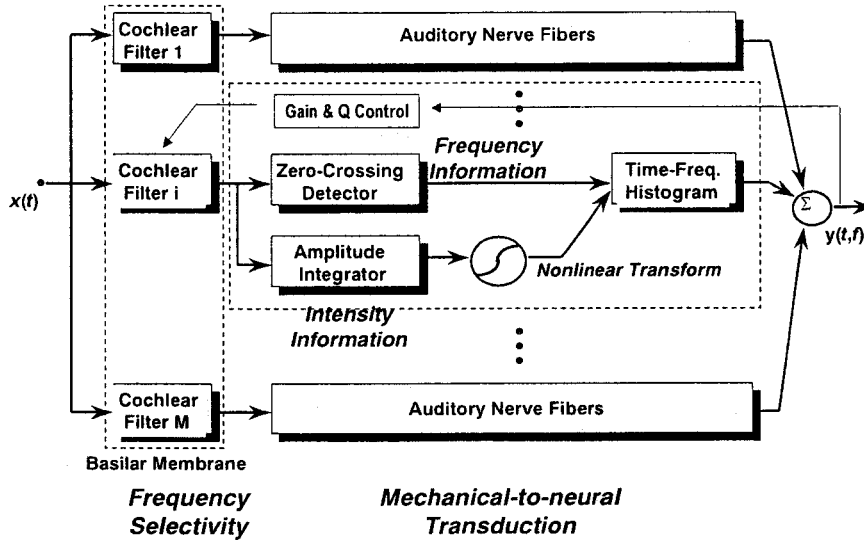 Cochlear
Filter 1
Auditory Nerve Fibers
Gain & Q Control
Frequency
Information
x(t)
Cochlear
Filter i
Zero-Crossing
Detector
Time-Freq.
Histogram
Σ
y(t,f)
Amplitude
Integrator
Nonlinear Transform
Intensity
Information
Cochlear
Filter M
Auditory Nerve Fibers
Basilar Membrane
Frequency
Selectivity
Mechanical-to-neural
Transduction